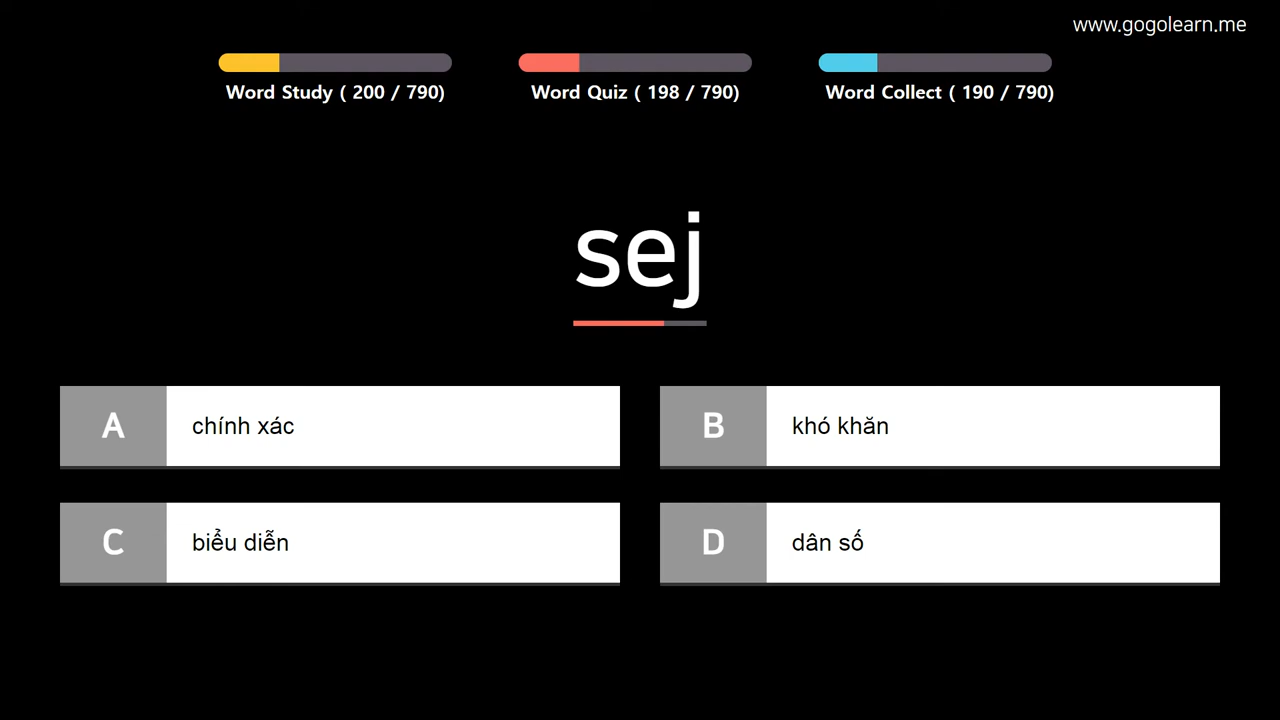 www.gogolearn.me
Word Study ( 200 / 790)
Word Quiz ( 198 / 790)
Word Collect ( 190 / 790)
sej
A
chính xác
B
khó khăn
C
biểu diễn
D
dân số